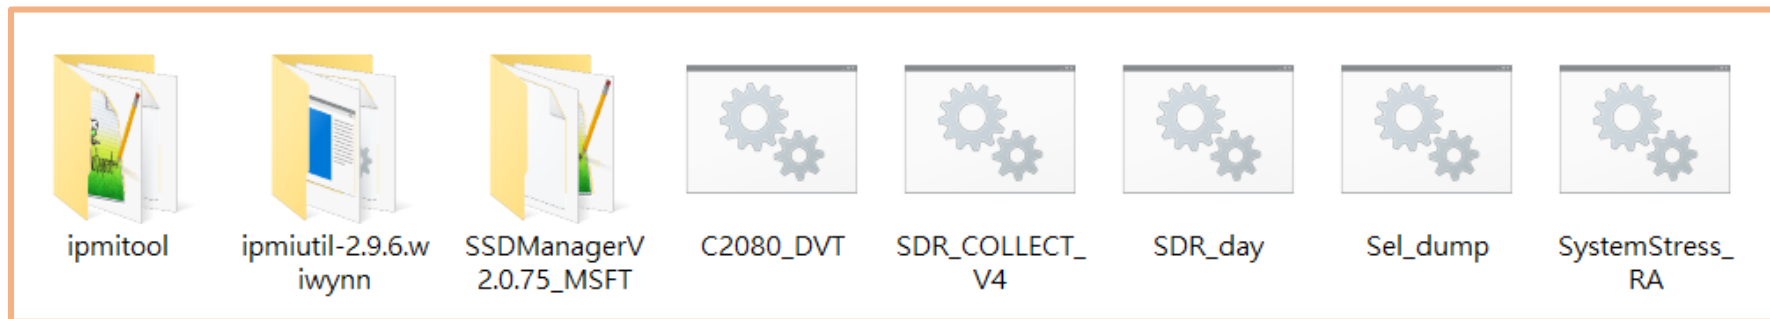 ipmitool
ipmiutil-2.9.6.w
iwynn
SSDManagerV
2.0.75_MSFT
C2080_DVT
SDR_COLLECT_
V4
SDR_day
Sel_dump
SystemStress_
RA